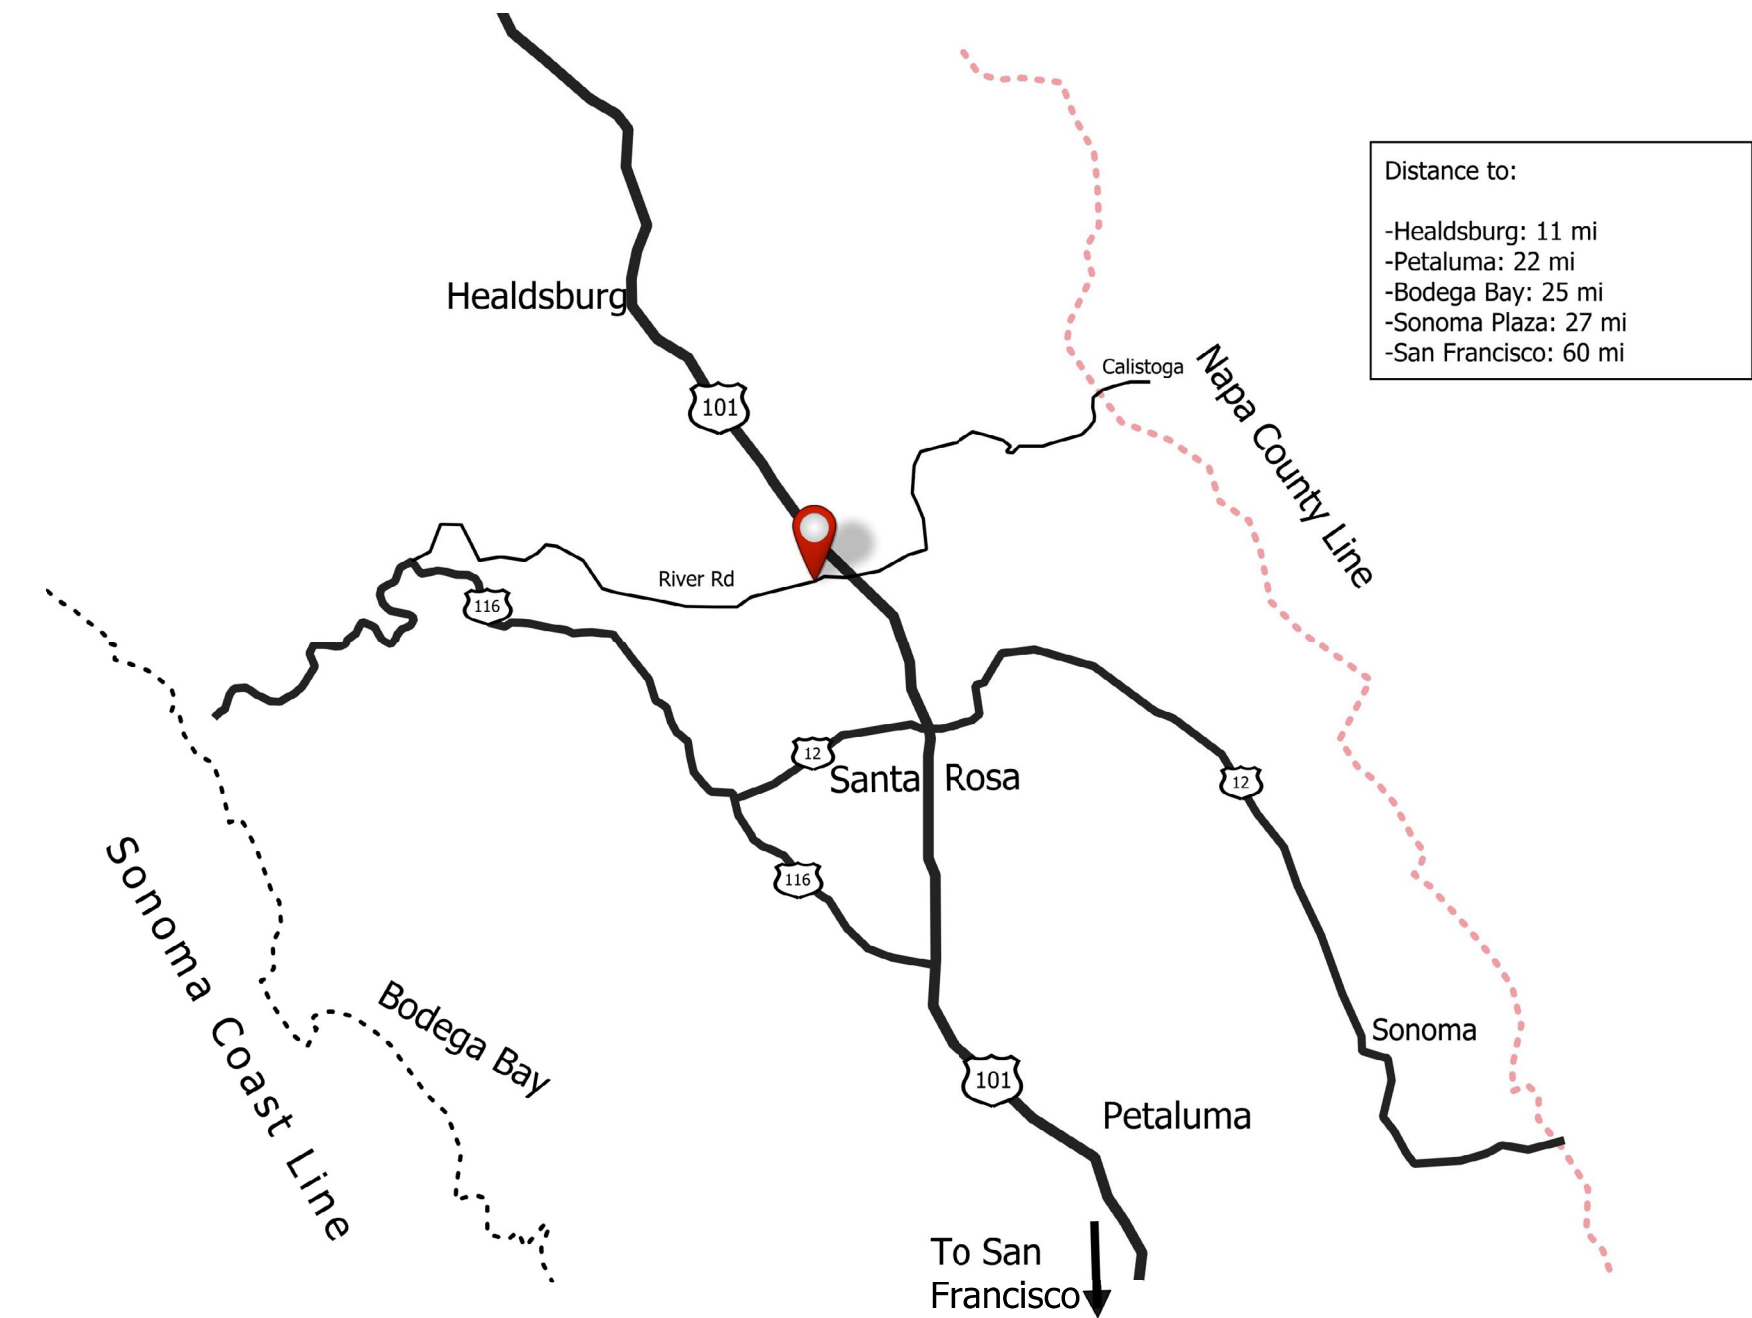 Distance to:
-Healdsburg: 11 mi
-Petaluma: 22 mi
-Bodega Bay: 25 mi
-Sonoma Plaza: 27 mi
-San Francisco: 60 mi
Healdsburg
Calistoga
Napa County Line
101
River Rd
116
12
Santa Rosa
12
116
Sonoma Coast Line
Bodega Bay
Sonoma
101
Petaluma
To San
Francisco